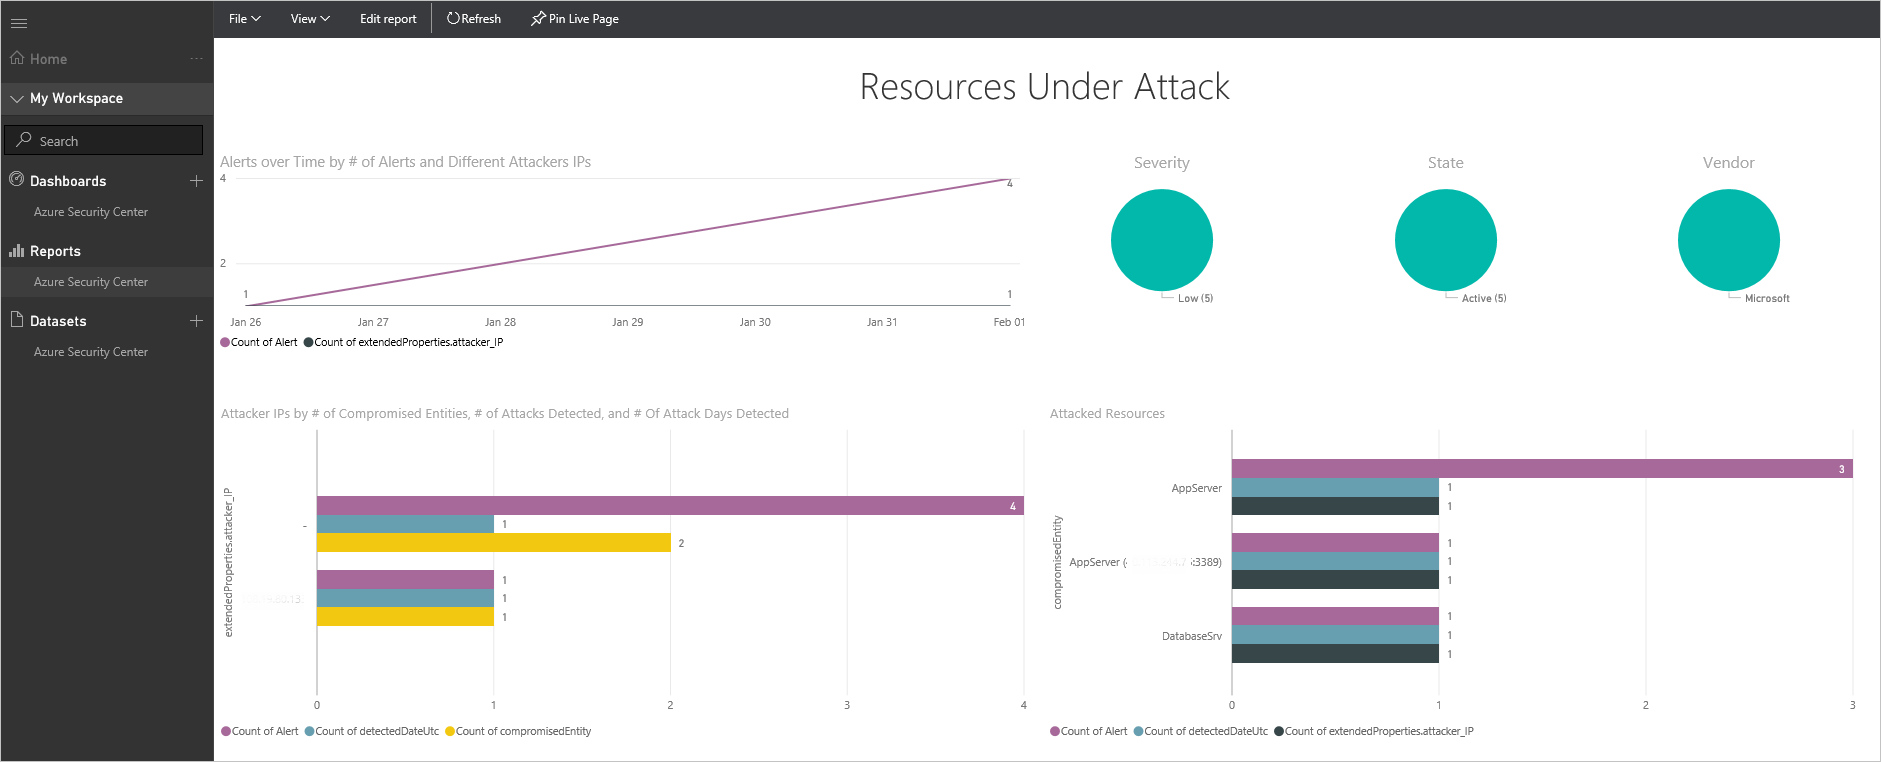 File View Edit report Refresh Pin Live Page
Home
My Workspace
Search
Dashboards
Azure Security Center
Reports
Azure Security Center
Datasets
Azure Security Center
Resources Under Attack
Alerts over Time by # of Alerts and Different Attackers IPs
4
2
4
1
1
Jan 26 Jan 27 Jan 28 Jan 29 Jan 30 Jan 31 Feb 01
Count of Alert Count of extendedProperties.attacker_IP
Severity
Low (5)
State
Active (5)
Vendor
Microsoft
Attacker IPs by # of Compromised Entities, # of Attacks Detected, and # Of Attack Days Detected
extendedProperties.attacker_IP
-
4
1
2
1
1
1
0 1 2 3 4
Count of Alert Count of detectedDateUtc Count of compromisedEntity
Attacked Resources
compromisedEntity
AppServer
3
1
1
AppServer ( :3389)
1
1
1
DatabaseSrv
1
1
1
0 1 2 3
Count of Alert Count of detectedDateUtc Count of extendedProperties.attacker_IP